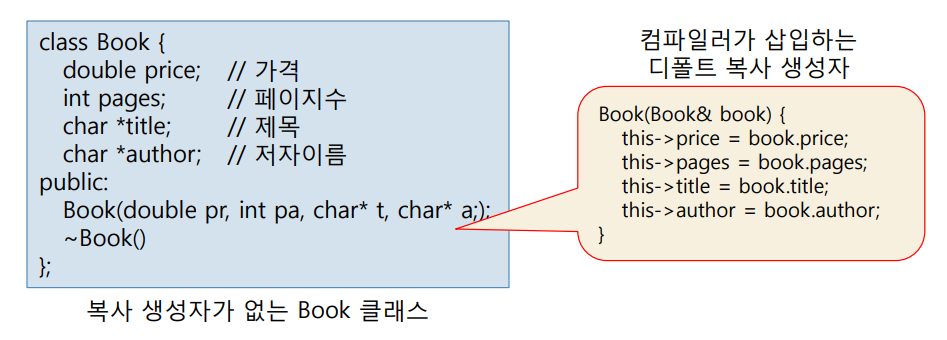 class Book {
double price; // 가격
int pages; // 페이지수
char *title; // 제목
char *author; // 저자이름
public:
Book(double pr, int pa, char* t, char* a;);
~Book()
};
복사 생성자가 없는 Book 클래스
컴파일러가 삽입하는
디폴트 복사 생성자
Book(Book& book) {
this->price = book.price;
this->pages = book.pages;
this->title = book.title;
this->author = book.author;
}